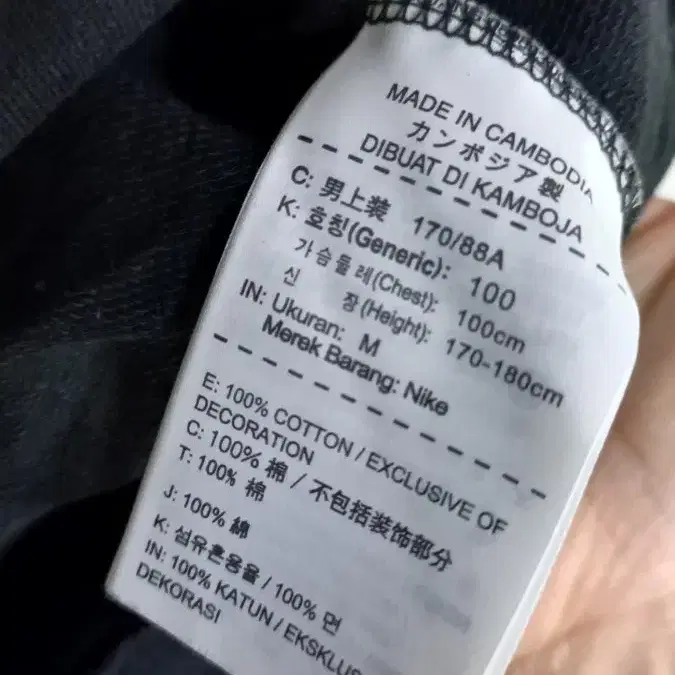 MADE IN CAMBODIA
カンボジア製
DIBUAT DI KAMBOJA
C: 男上装 170/88A
K: 호칭(Generic): 100
가슴둘레(Chest): 100cm
신 장(Height): 170-180cm
IN: Ukuran: M
Merek Barang: Nike
E: 100% COTTON / EXCLUSIVE OF
DECORATION
C: 100% 棉 / 不包括装饰部分
T: 100% 棉
J: 100% 綿
K: 섬유혼용율 / 100% 면
IN: 100% KATUN / EKSKLUS
DEKORASI